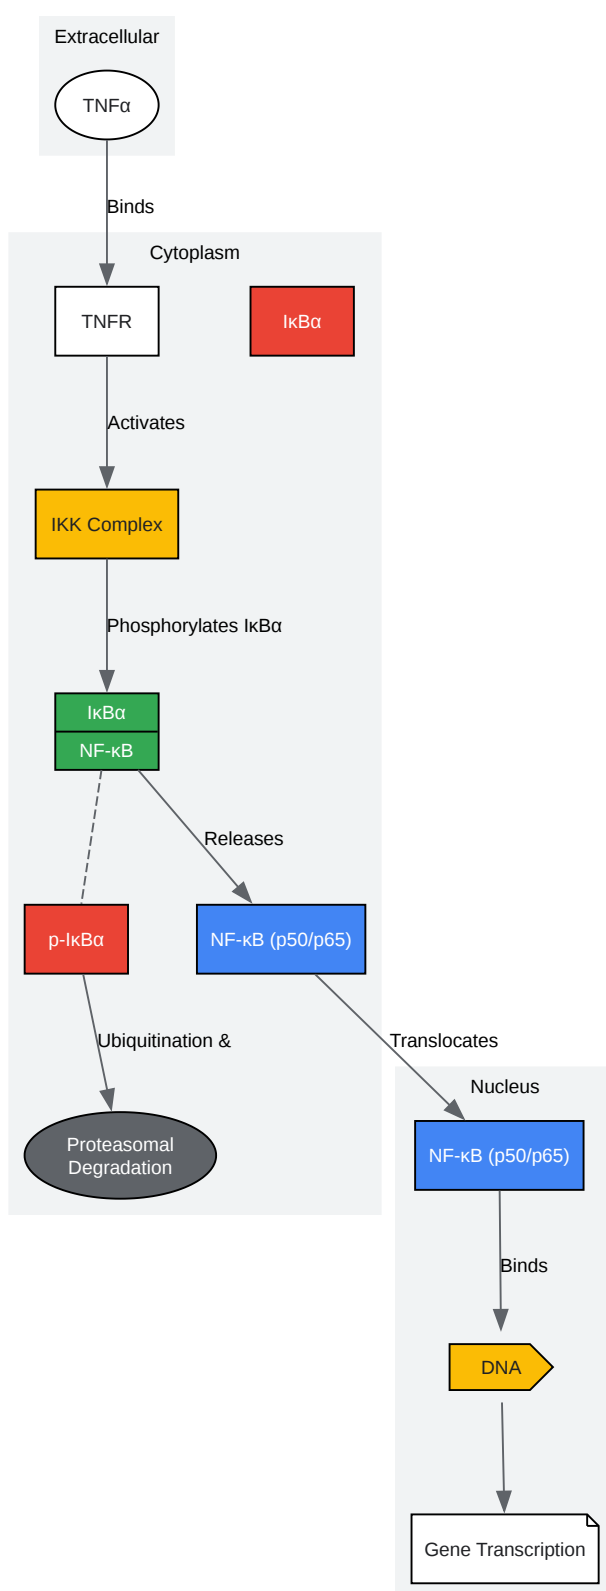 Extracellular
TNFα
Binds
Cytoplasm
TNFR
IκBα
Activates
IKK Complex
Phosphorylates IκBα
IκBα
NF-κB
Releases
p-IκBα
NF-κB (p50/p65)
Ubiquitination &
Translocates
Nucleus
Proteasomal
Degradation
NF-κB (p50/p65)
Binds
DNA
Gene Transcription